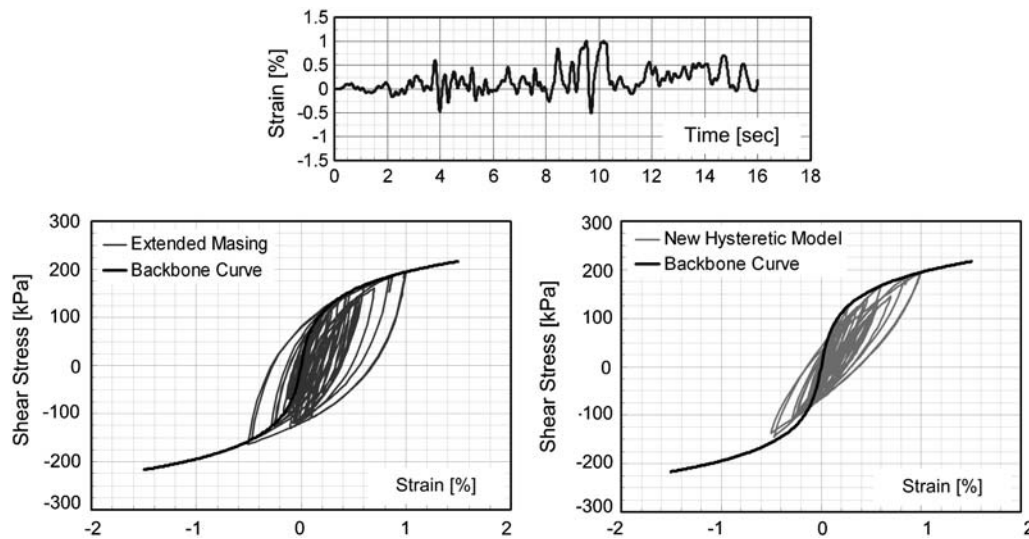 Strain [%]
1.5
1
0.5
0
-0.5
-1
-1.5
Time [sec]
0 2 4 6 8 10 12 14 16 18
Shear Stress [kPa]
300
200
100
0
-100
-200
-300
Extended Masing
Backbone Curve
Strain [%]
-2 -1 0 1 2
Shear Stress [kPa]
300
200
100
0
-100
-200
-300
New Hysteretic Model
Backbone Curve
Strain [%]
-2 -1 0 1 2